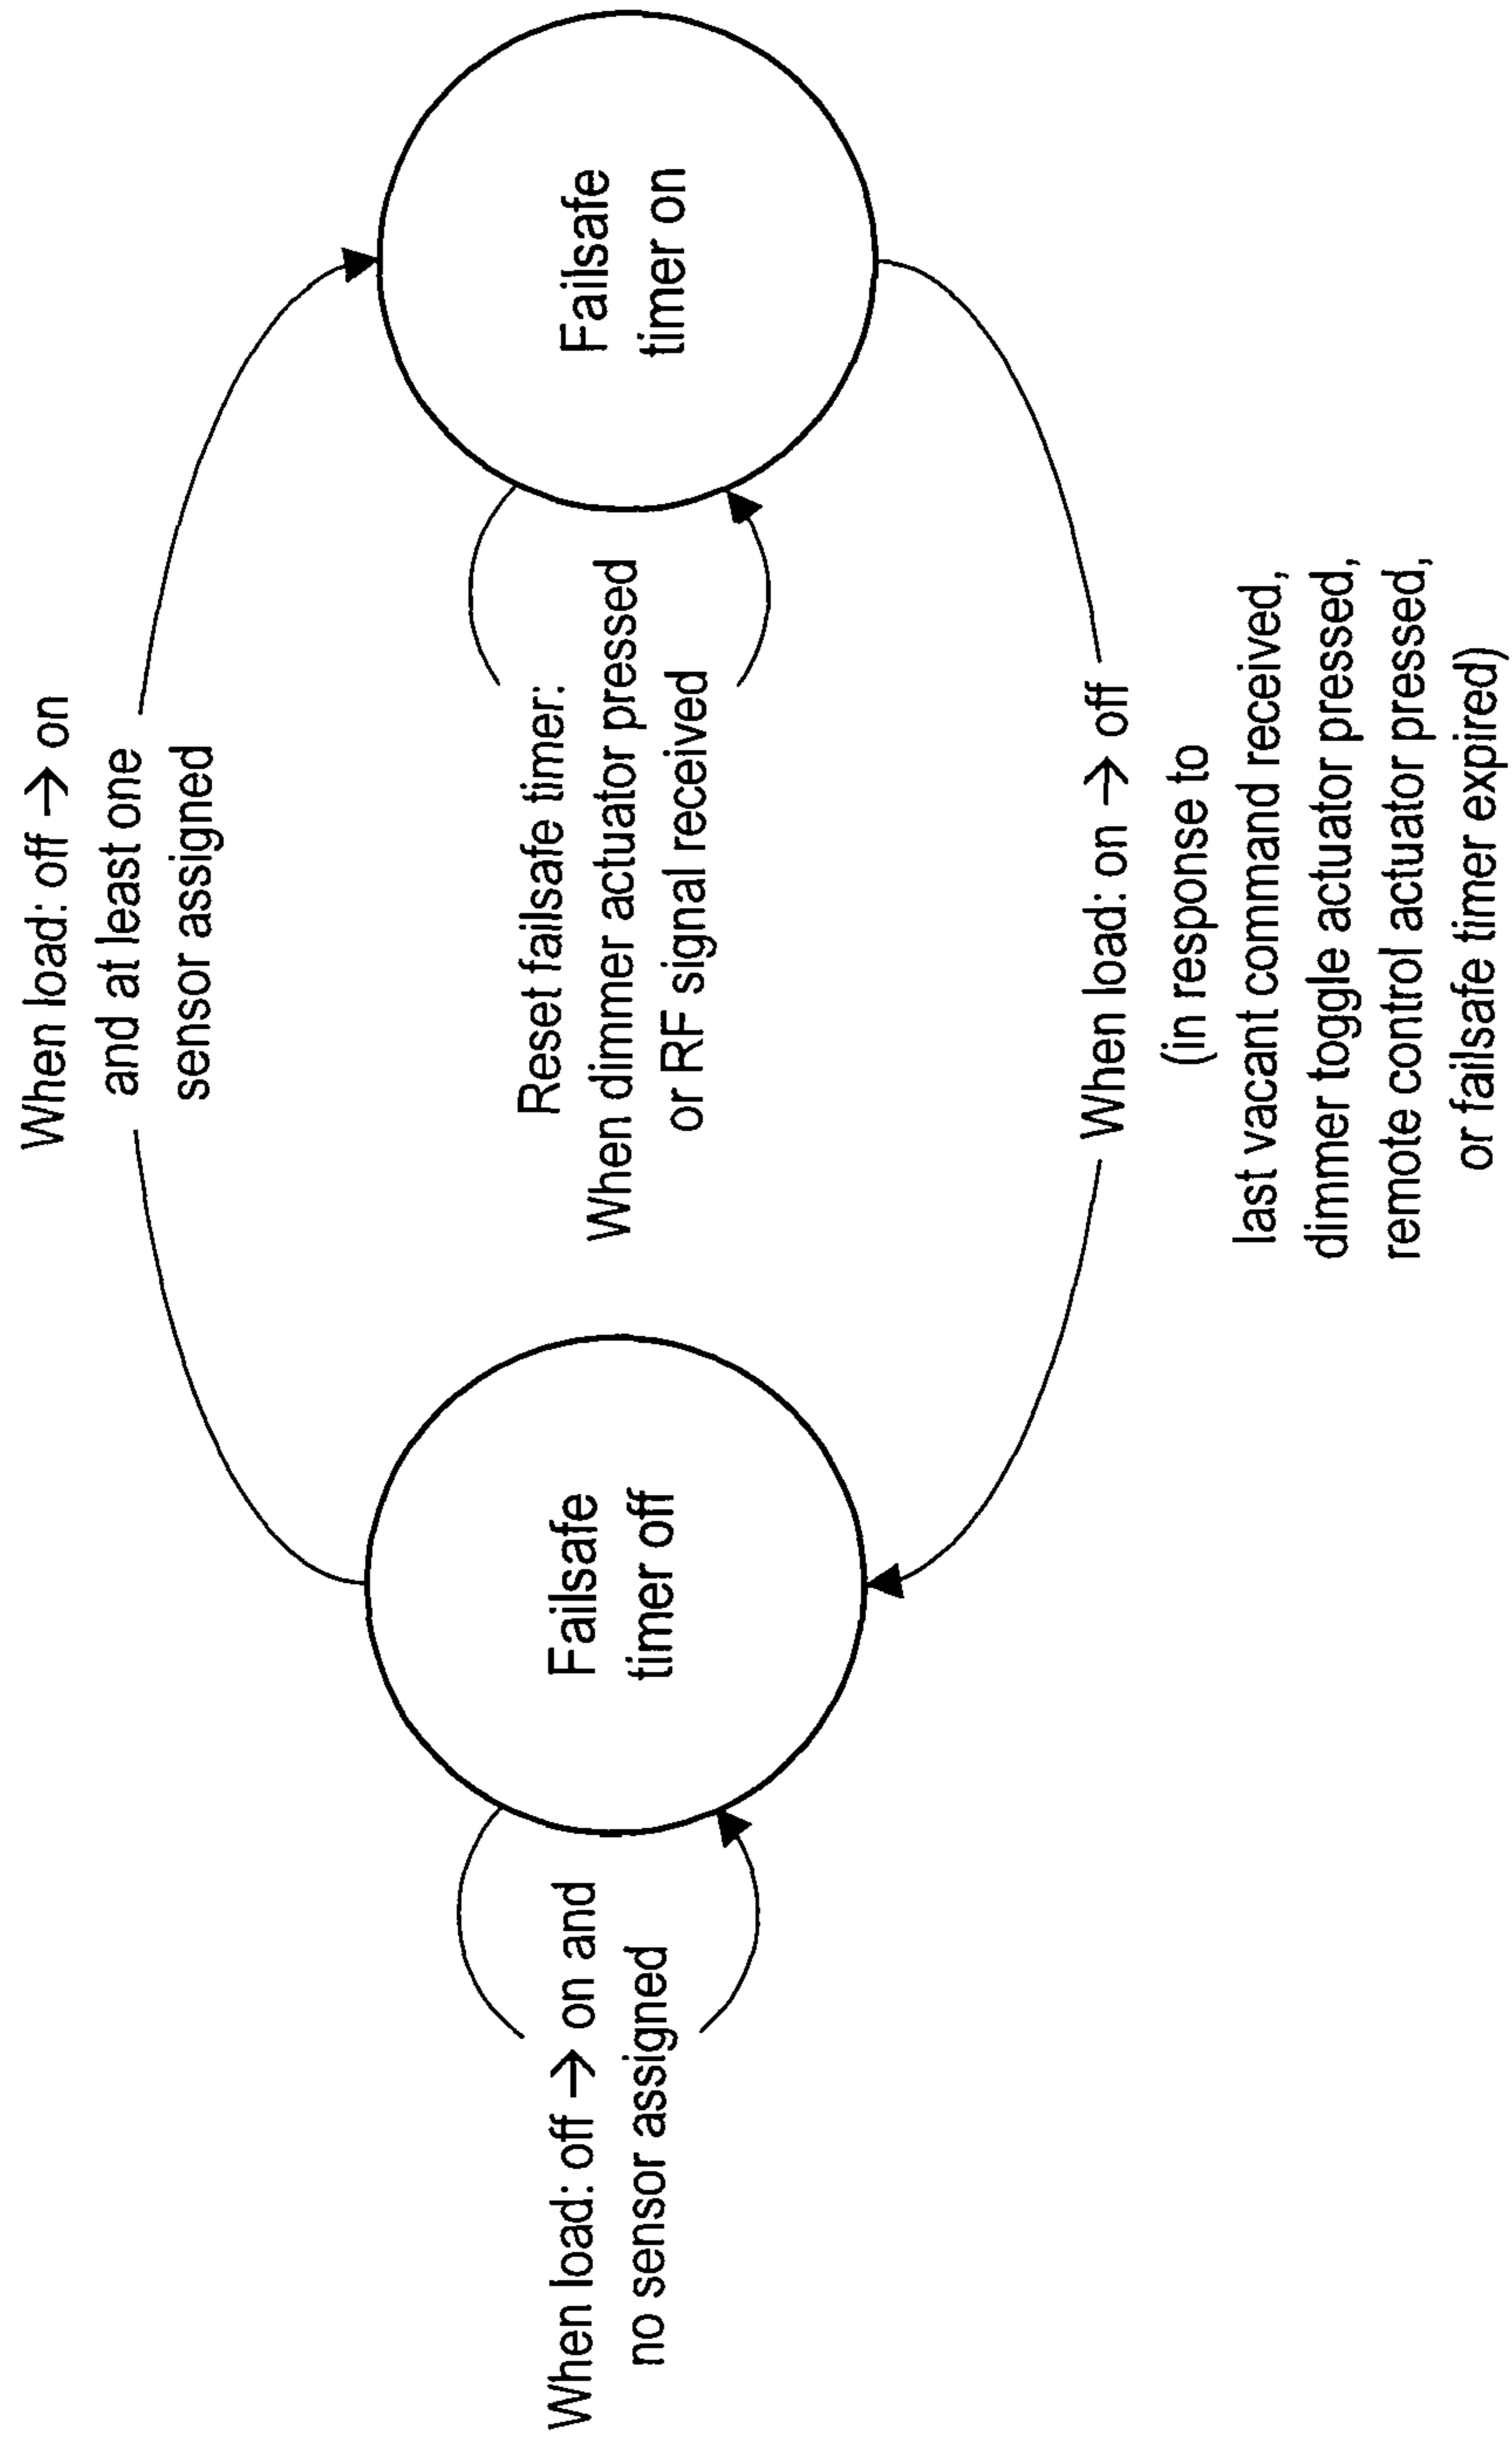 When load: off → on
and at least one
sensor assigned
When load: off → on and
no sensor assigned
Failsafe
timer off
Reset failsafe timer:
When dimmer actuator pressed
or RF signal received
Failsafe
timer on
When load: on → off
(in response to
last vacant command received,
dimmer toggle actuator pressed,
remote control actuator pressed,
or failsafe timer expired)